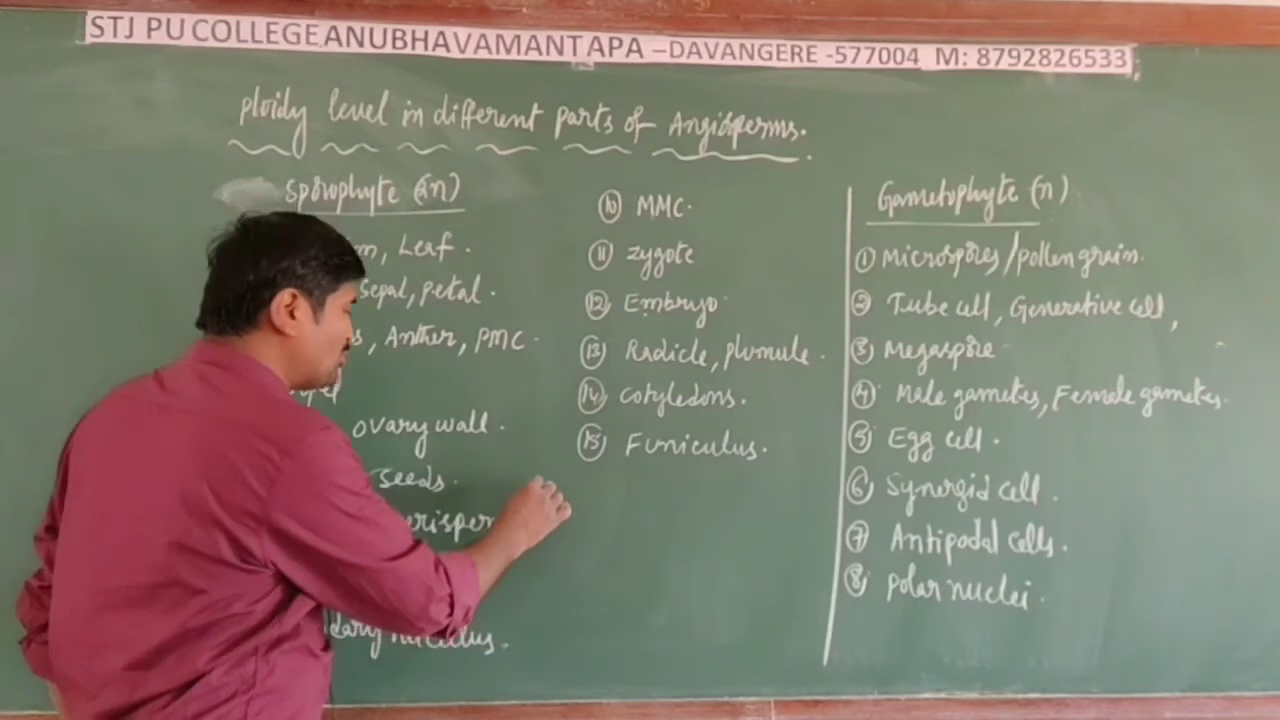 STJ PU COLLEGE ANUBHAVAMANTAPA – DAVANGERE - 577004 M: 8792826533
ploidy level in different parts of Angiosperms.
Sporophyte (2n)
, Leaf.
Sepal, petal.
, Anther, PMC.
ovary wall.
seeds.
⑩ MMC.
⑪ zygote
⑫ Embryo
⑬ Radicle, plumule.
⑭ cotyledons.
⑮ Funiculus.
Gametophyte (n)
① Microspores/pollen grain.
② Tube cell, Generative cell,
③ Megaspore
④ Male gametes, Female gametes.
⑤ Egg cell.
⑥ Synergid cell.
⑦ Antipodal cells.
⑧ polar nuclei.